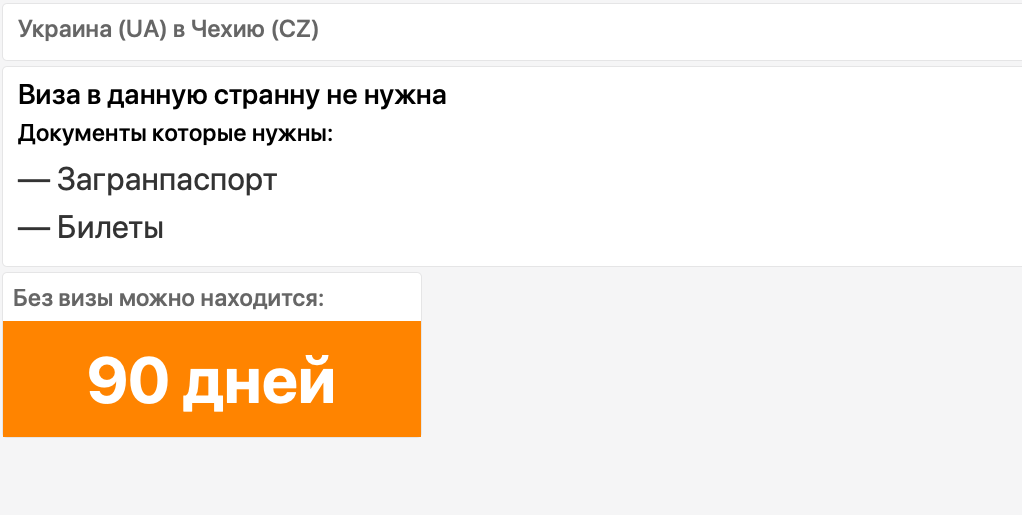 Украина (UA) в Чехию (CZ)
Виза в данную странну не нужна
Документы которые нужны:
— Загранпаспорт
— Билеты
Без визы можно находится:
90 дней